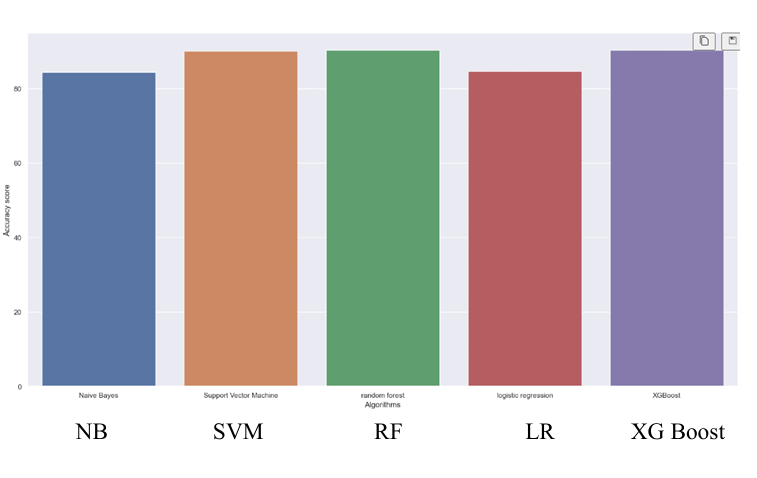 80
60
40
20
0
Accuracy score
Naive Bayes Support Vector Machine random forest logistic regression XGBoost
Algorithms
NB SVM RF LR XG Boost